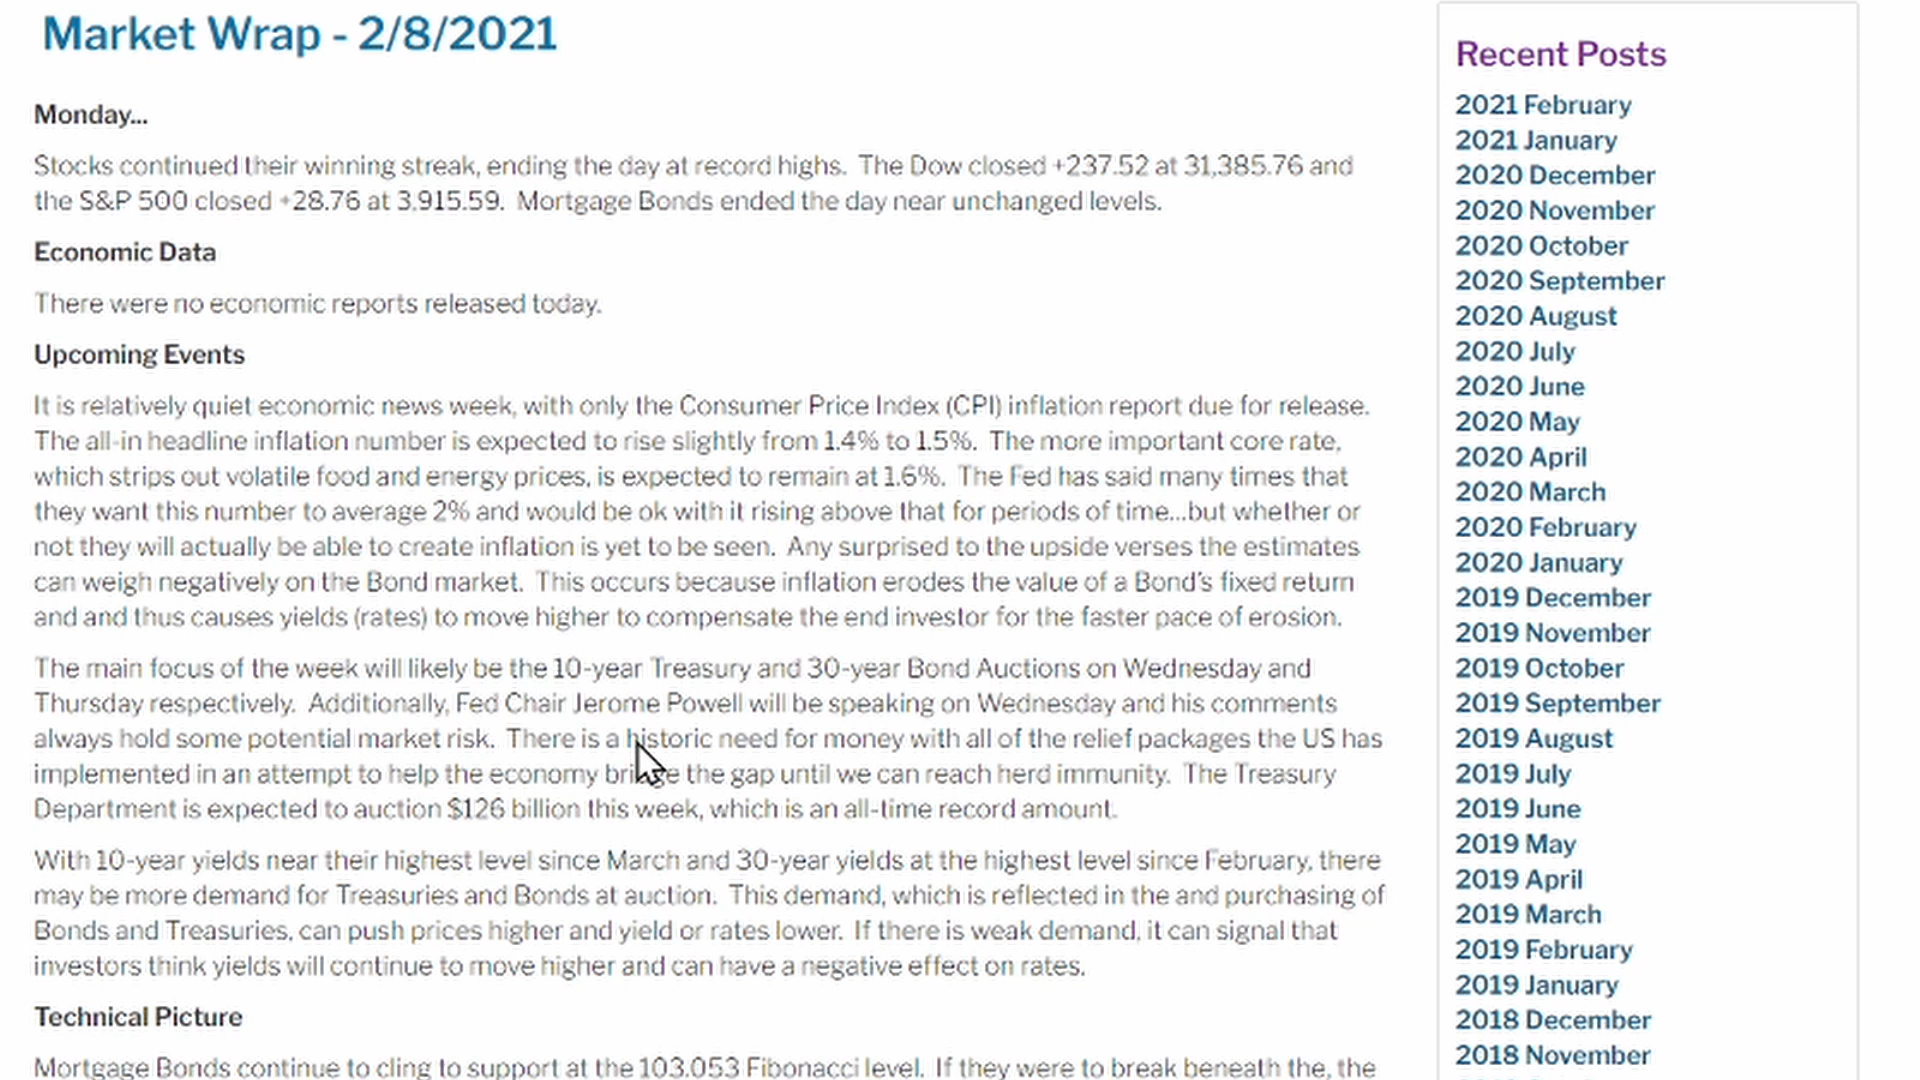 Market Wrap - 2/8/2021
Monday...
Stocks continued their winning streak, ending the day at record highs. The Dow closed +237.52 at 31,385.76 and
the S&P 500 closed +28.76 at 3,915.59. Mortgage Bonds ended the day near unchanged levels.
Economic Data
There were no economic reports released today.
Upcoming Events
It is relatively quiet economic news week, with only the Consumer Price Index (CPI) inflation report due for release.
The all-in headline inflation number is expected to rise slightly from 1.4% to 1.5%. The more important core rate,
which strips out volatile food and energy prices, is expected to remain at 1.6%. The Fed has said many times that
they want this number to average 2% and would be ok with it rising above that for periods of time...but whether or
not they will actually be able to create inflation is yet to be seen. Any surprised to the upside verses the estimates
can weigh negatively on the Bond market. This occurs because inflation erodes the value of a Bond's fixed return
and and thus causes yields (rates) to move higher to compensate the end investor for the faster pace of erosion.
The main focus of the week will likely be the 10-year Treasury and 30-year Bond Auctions on Wednesday and
Thursday respectively. Additionally, Fed Chair Jerome Powell will be speaking on Wednesday and his comments
always hold some potential market risk. There is a historic need for money with all of the relief packages the US has
implemented in an attempt to help the economy bridge the gap until we can reach herd immunity. The Treasury
Department is expected to auction $126 billion this week, which is an all-time record amount.
With 10-year yields near their highest level since March and 30-year yields at the highest level since February, there
may be more demand for Treasuries and Bonds at auction. This demand, which is reflected in the and purchasing of
Bonds and Treasuries, can push prices higher and yield or rates lower. If there is weak demand, it can signal that
investors think yields will continue to move higher and can have a negative effect on rates.
Technical Picture
Mortgage Bonds continue to cling to support at the 103.053 Fibonacci level. If they were to break beneath the, the
Recent Posts
2021 February
2021 January
2020 December
2020 November
2020 October
2020 September
2020 August
2020 July
2020 June
2020 May
2020 April
2020 March
2020 February
2020 January
2019 December
2019 November
2019 October
2019 September
2019 August
2019 July
2019 June
2019 May
2019 April
2019 March
2019 February
2019 January
2018 December
2018 November